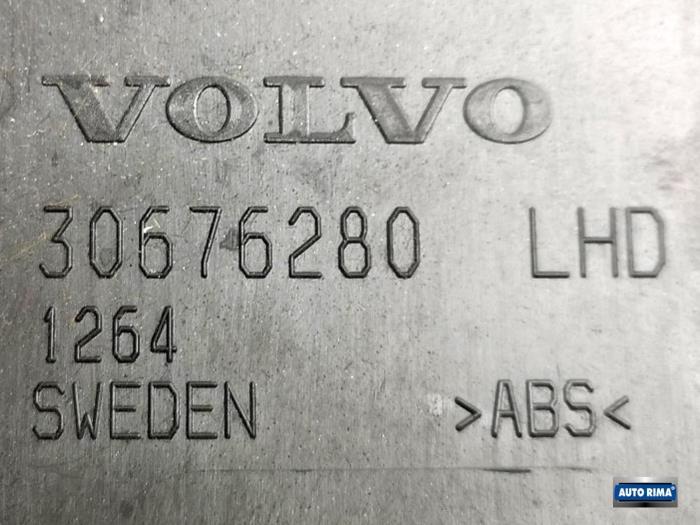 VOLVO
30676280 LHD
1264
SWEDEN >ABS<
AUTO RIMA®